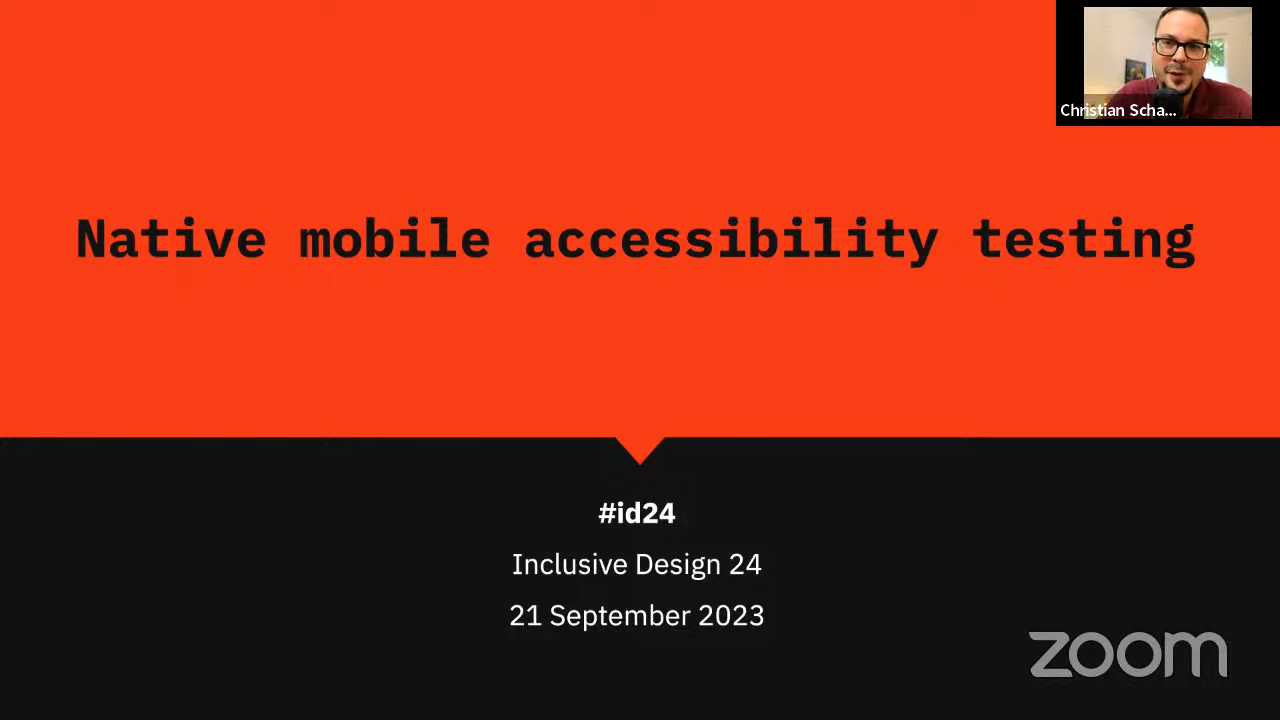 Christian Scha...
Native mobile accessibility testing
#id24
Inclusive Design 24
21 September 2023
zoom